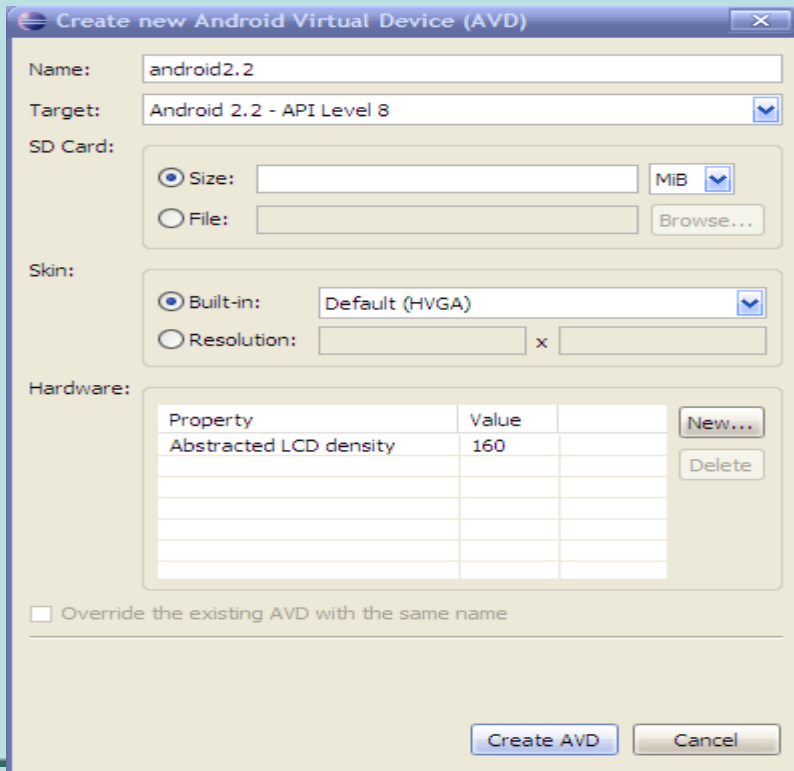 Create new Android Virtual Device (AVD)
Name: android2.2
Target: Android 2.2 - API Level 8
SD Card:
Size: MiB
File: Browse...
Skin:
Built-in: Default (HVGA)
Resolution: x
Hardware:
Property Value New...
Abstracted LCD density 160
Delete
Override the existing AVD with the same name
Create AVD Cancel